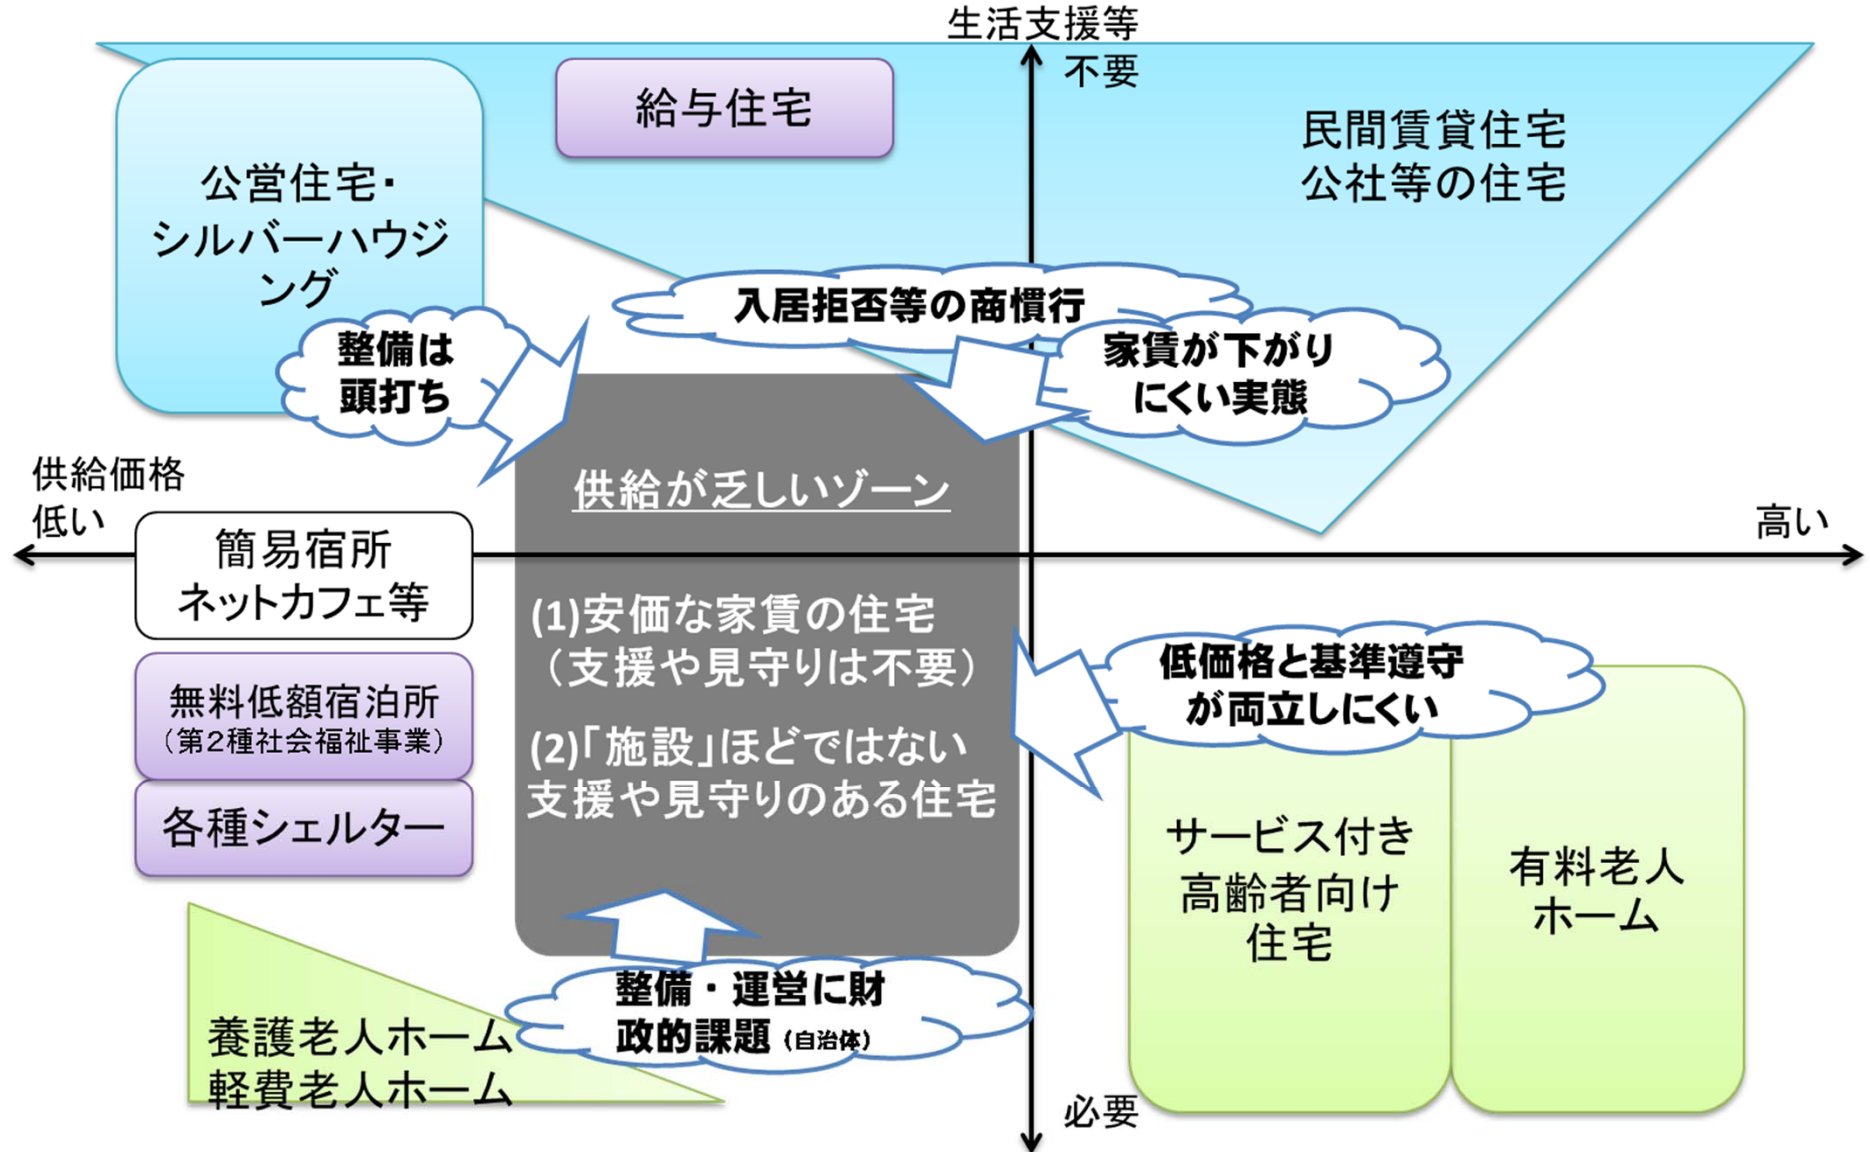 生活支援等
不要
給与住宅
民間賃貸住宅
公社等の住宅
公営住宅・
シルバーハウジ
ング
入居拒否等の商慣行
整備は
頭打ち
家賃が下がり
にくい実態
供給価格
低い
高い
供給が乏しいゾーン
簡易宿所
ネットカフェ等
(1)安価な家賃の住宅
（支援や見守りは不要）
(2)「施設」ほどではない
支援や見守りのある住宅
無料低額宿泊所
（第２種社会福祉事業）
各種シェルター
低価格と基準遵守
が両立しにくい
サービス付き
高齢者向け
住宅
有料老人
ホーム
整備・運営に財
政的課題（自治体）
養護老人ホーム
軽費老人ホーム
必要